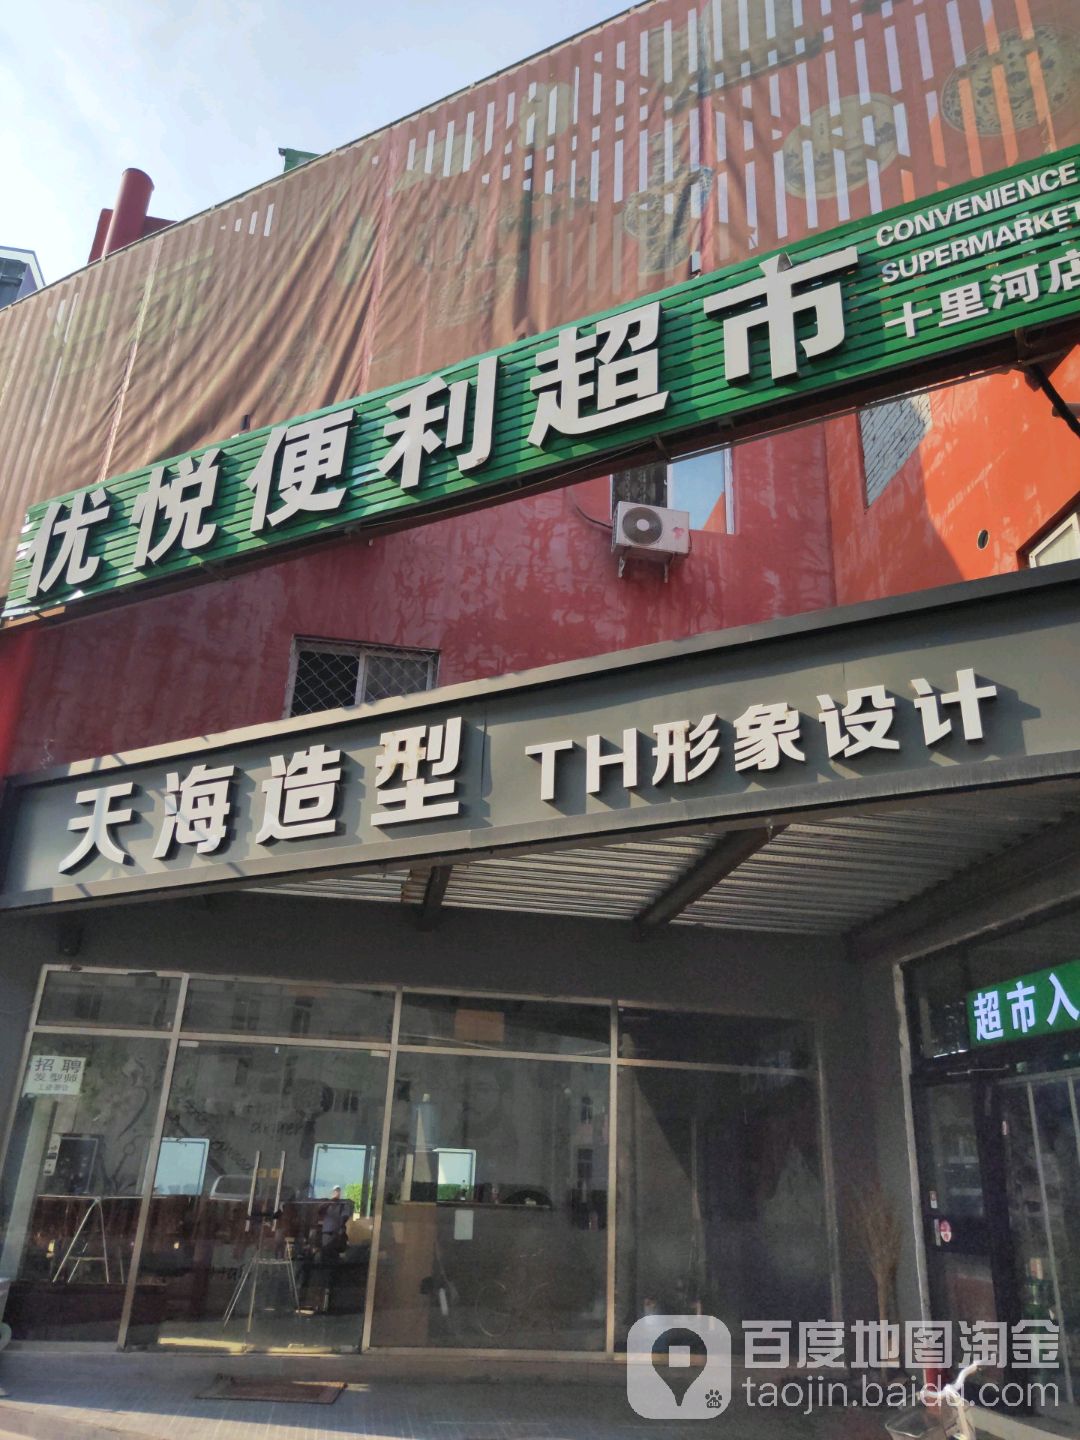 优悦便利超市
CONVENIENCE
SUPERMARKET
十里河店
天海造型 TH形象设计
超市入
招聘
发型师
百度地图淘金
taojin.baidu.com